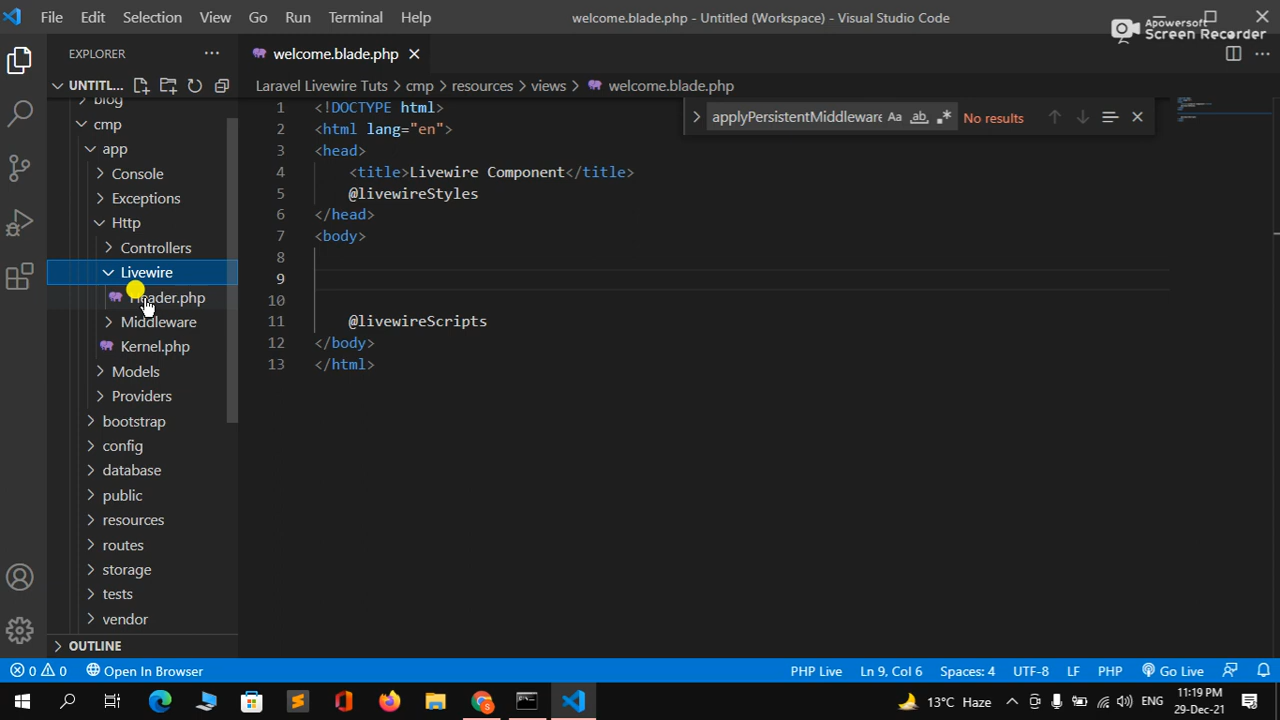 File Edit Selection View Go Run Terminal Help
welcome.blade.php - Untitled (Workspace) - Visual Studio Code
Apowersoft
Screen Recorder
EXPLORER
welcome.blade.php
UNTITL...
Laravel Livewire Tuts > cmp > resources > views > welcome.blade.php
applyPersistentMiddleware Aa ab No results
blog
cmp
app
Console
Exceptions
Http
Controllers
Livewire
Header.php
Middleware
Kernel.php
Models
Providers
bootstrap
config
database
public
resources
routes
storage
tests
vendor
OUTLINE
1 <!DOCTYPE html>
2 <html lang="en">
3 <head>
4 <title>Livewire Component</title>
5 @livewireStyles
6 </head>
7 <body>
8
9
10
11 @livewireScripts
12 </body>
13 </html>
0 0 Open In Browser
PHP Live Ln 9, Col 6 Spaces: 4 UTF-8 LF PHP Go Live
13°C Haze ENG
11:19 PM
29-Dec-21